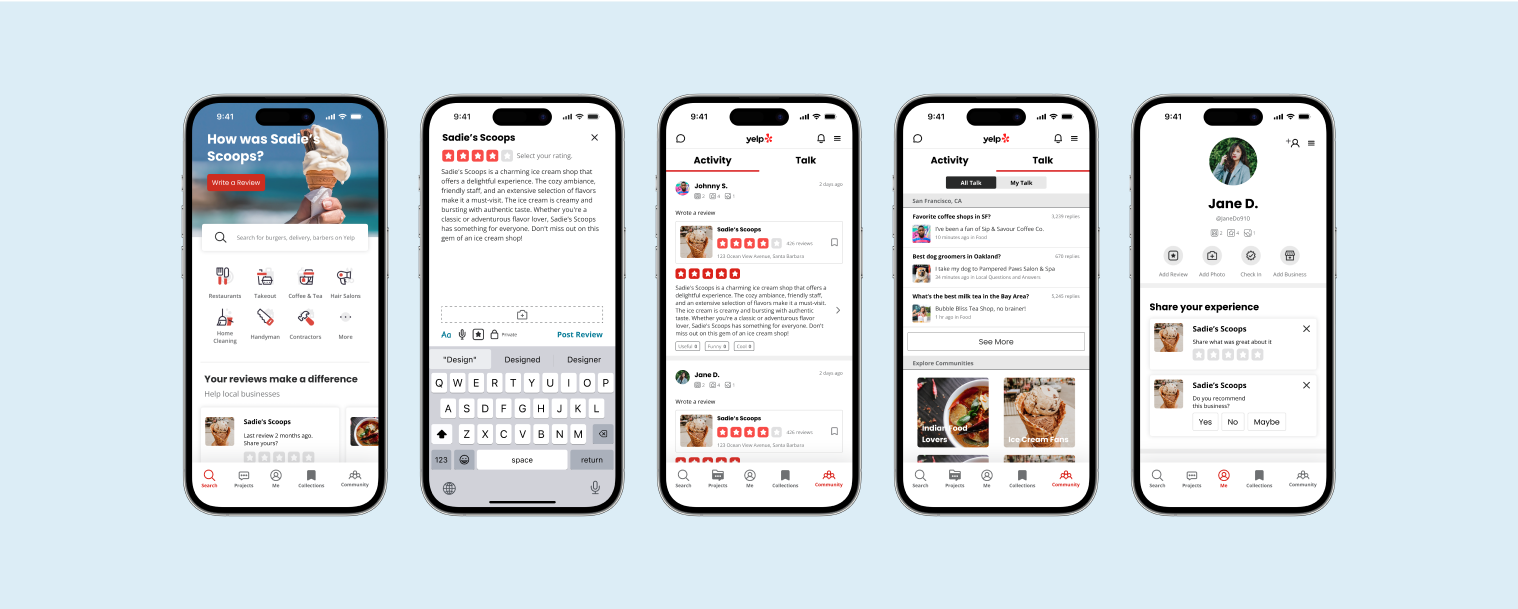 9:41
How was Sadie's
Scoops?
Write a Review
Search for burgers, delivery, barbers on Yelp
Restaurants
Takeout
Coffee & Tea
Hair Salons
Home
Cleaning
Handyman
Contractors
More
Your reviews make a difference
Help local businesses
Sadie's Scoops
Last review 2 months ago.
Share yours?
Search
Projects
Me
Collections
Community
9:41
Sadie's Scoops
Select your rating.
Sadie's Scoops is a charming ice cream shop that
offers a delightful experience. The cozy ambiance,
friendly staff, and an extensive selection of flavors
make it a must-visit. The ice cream is creamy and
bursting with authentic taste. Whether you're a
classic or adventurous flavor lover, Sadie's Scoops
has something for everyone. Don't miss out on this
gem of an ice cream shop!
Aa
Private
Post Review
"Design"
Designed
Designer
Q W E R T Y U I O P
A S D F G H J K L
Z X C V B N M
123
space
return
9:41
yelp
Activity
Talk
Johnny S.
2 days ago
2 4 1
Wrote a review
Sadie's Scoops
426 reviews
123 Ocean View Avenue, Santa Barbara
Sadie's Scoops is a charming ice cream shop that offers a
delightful experience. The cozy ambiance, friendly staff,
and an extensive selection of flavors make it a must-visit.
The ice cream is creamy and bursting with authentic
taste. Whether you're a classic or adventurous flavor
lover, Sadie's Scoops has something for everyone. Don't
miss out on this gem of an ice cream shop!
Useful 0
Funny 0
Cool 0
Jane D.
2 days ago
2 4 1
Wrote a review
Sadie's Scoops
426 reviews
123 Ocean View Avenue, Santa Barbara
Search
Projects
Me
Collections
Community
9:41
yelp
Activity
Talk
All Talk
My Talk
San Francisco, CA
Favorite coffee shops in SF?
3,239 replies
I've been a fan of Sip & Savour Coffee Co.
10 minutes ago in Food
Best dog groomers in Oakland?
678 replies
I take my dog to Pampered Paws Salon & Spa
34 minutes ago in Local Questions and Answers
What's the best milk tea in the Bay Area?
5,245 replies
Bubble Bliss Tea Shop, no brainer!
1 hr ago in Food
See More
Explore Communities
Indian Food
Lovers
Ice Cream Fans
Search
Projects
Me
Collections
Community
9:41
Jane D.
@JaneDo910
2 4 1
Add Review
Add Photo
Check In
Add Business
Share your experience
Sadie's Scoops
Share what was great about it
Sadie's Scoops
Do you recommend
this business?
Yes
No
Maybe
Search
Projects
Me
Collections
Community